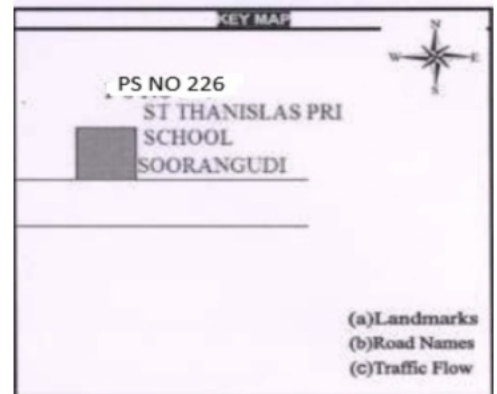 KEY MAP
N
W E
S
PS NO 226
ST THANISLAS PRI
SCHOOL
SOORANGUDI
(a)Landmarks
(b)Road Names
(c)Traffic Flow